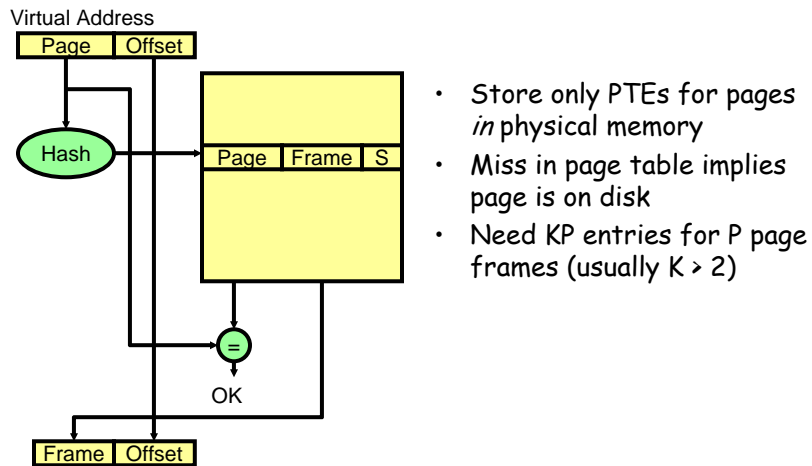 Virtual Address
Page Offset
Hash
Page Frame S
=
OK
Frame Offset
• Store only PTEs for pages
in physical memory
• Miss in page table implies
page is on disk
• Need KP entries for P page
frames (usually K > 2)